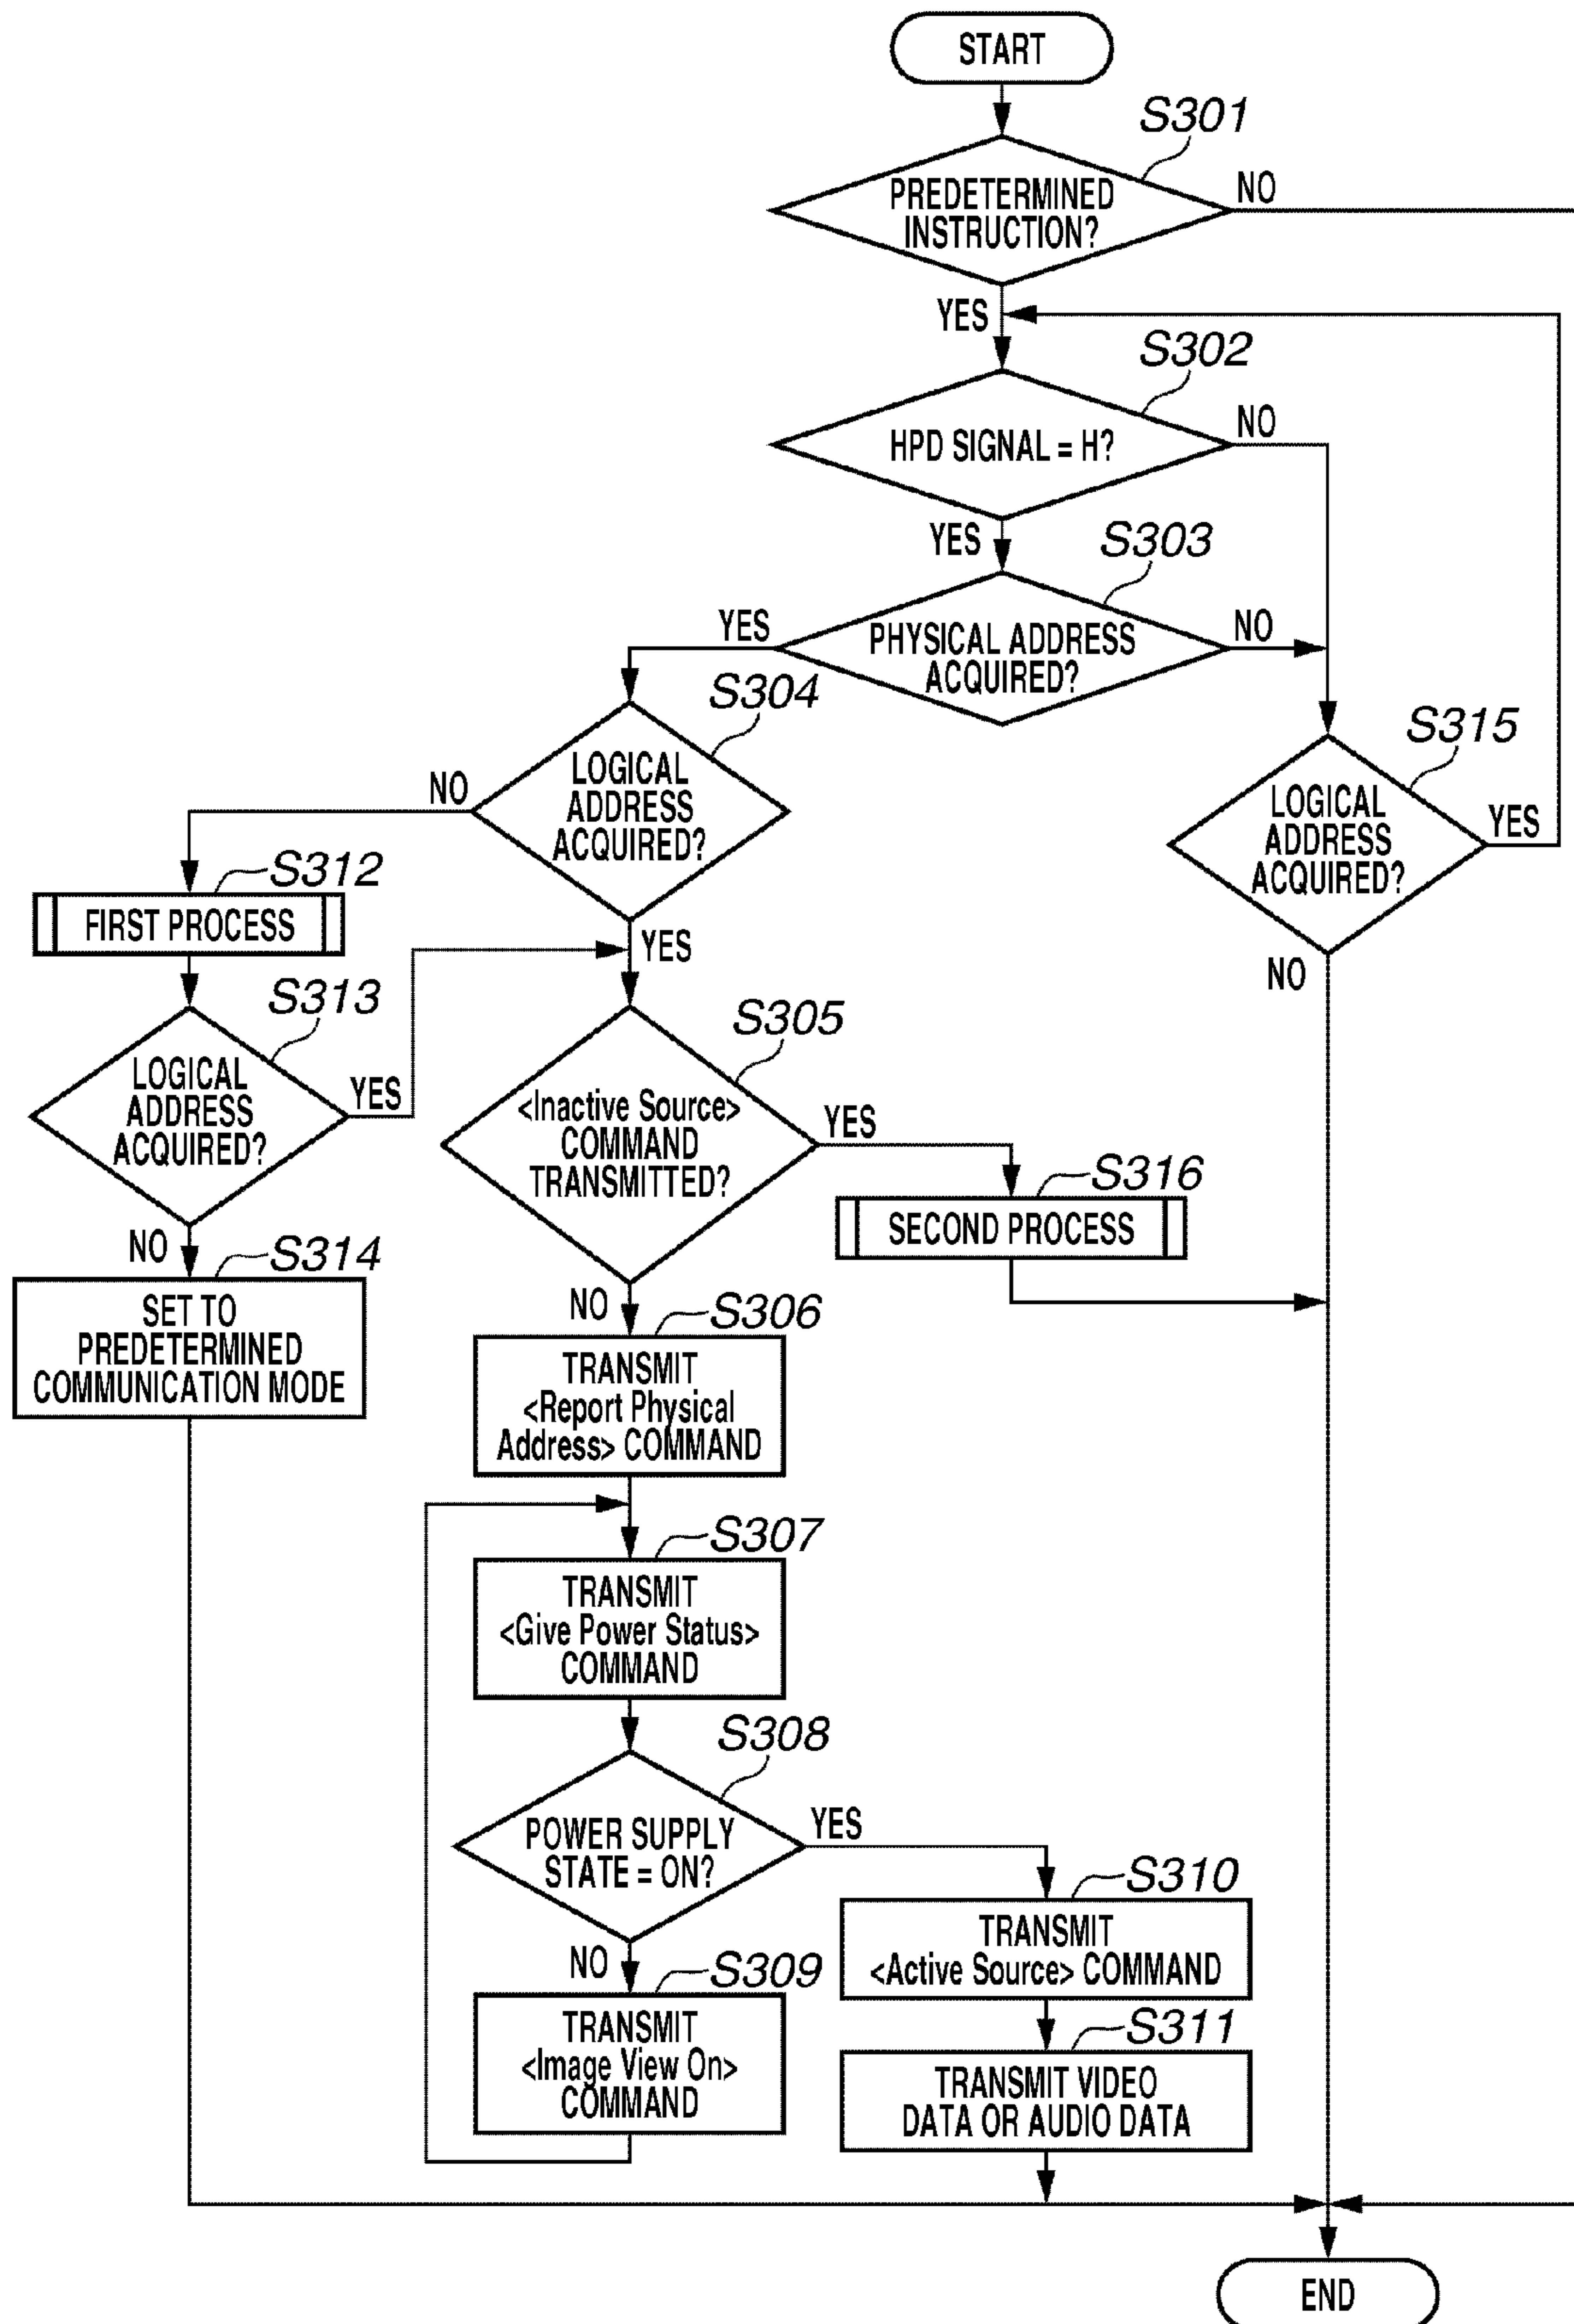 START
S301
PREDETERMINED
INSTRUCTION?
NO
YES
S302
HPD SIGNAL = H?
NO
YES
S303
PHYSICAL ADDRESS
ACQUIRED?
YES
NO
S304
LOGICAL
ADDRESS
ACQUIRED?
NO
YES
S315
LOGICAL
ADDRESS
ACQUIRED?
YES
NO
S312
FIRST PROCESS
S313
LOGICAL
ADDRESS
ACQUIRED?
YES
NO
S314
SET TO
PREDETERMINED
COMMUNICATION MODE
S305
<Inactive Source>
COMMAND
TRANSMITTED?
YES
NO
S316
SECOND PROCESS
S306
TRANSMIT
<Report Physical
Address> COMMAND
S307
TRANSMIT
<Give Power Status>
COMMAND
S308
POWER SUPPLY
STATE = ON?
YES
NO
S309
TRANSMIT
<Image View On>
COMMAND
S310
TRANSMIT
<Active Source> COMMAND
S311
TRANSMIT VIDEO
DATA OR AUDIO DATA
END